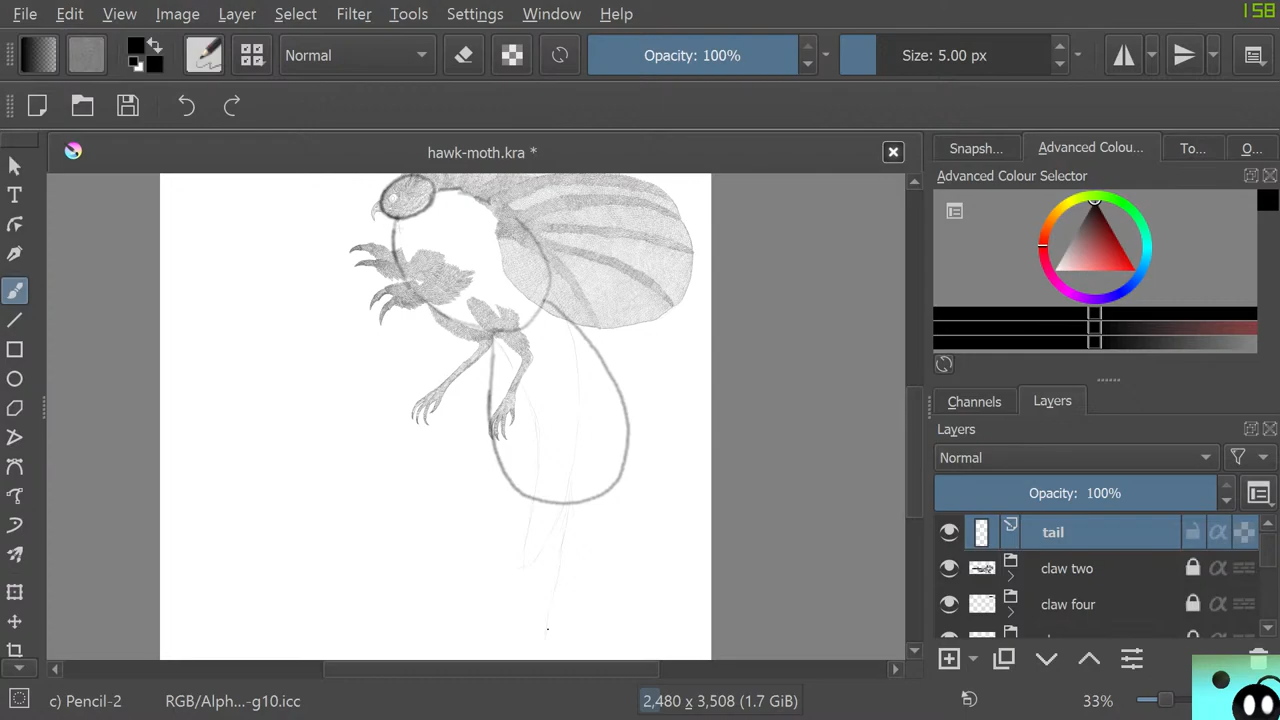 File Edit View Image Layer Select Filter Tools Settings Window Help
158
Normal Opacity: 100% Size: 5.00 px
hawk-moth.kra *
Snapsh... Advanced Colou... To... O...
Advanced Colour Selector
Channels Layers
Layers
Normal
Opacity: 100%
tail
claw two
claw four
c) Pencil-2 RGB/Alph...-g10.icc 2,480 x 3,508 (1.7 GiB) 33%